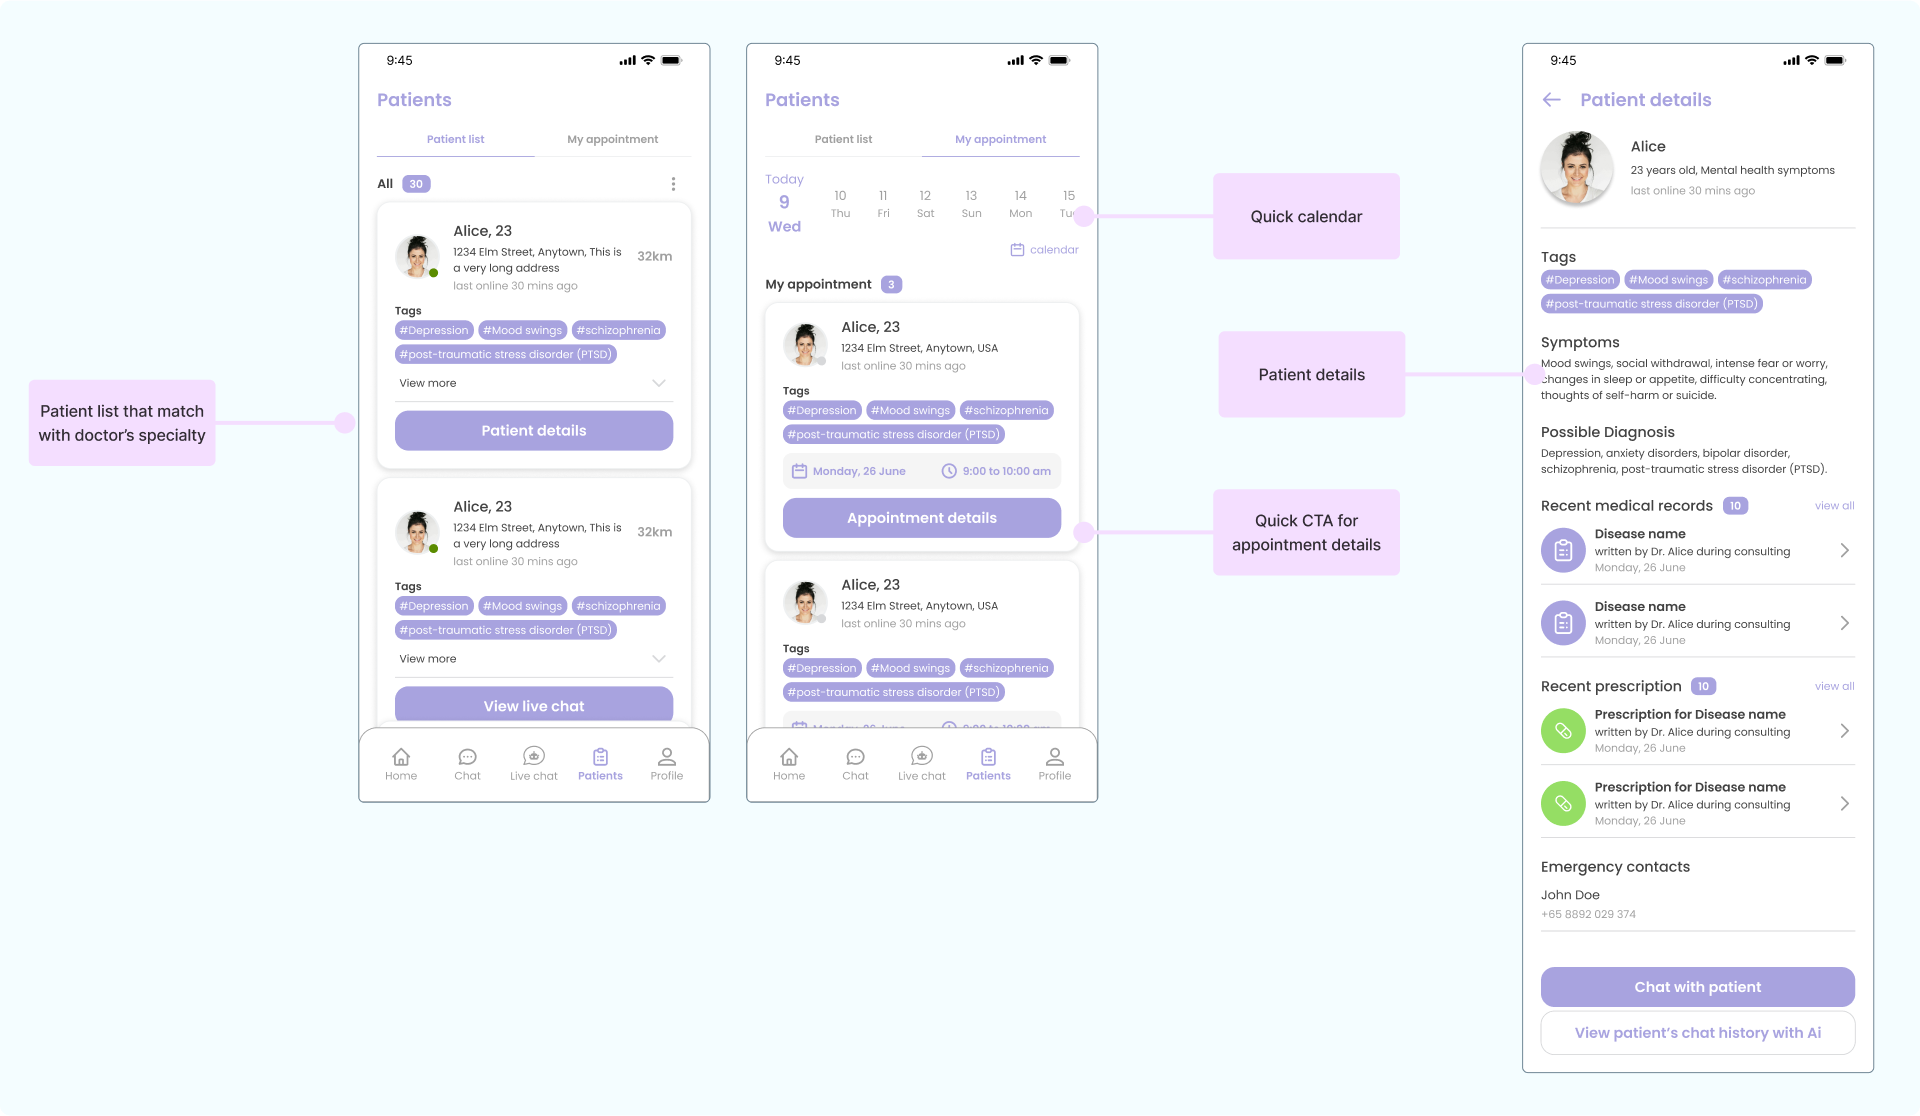 Patient list that match
with doctor's specialty
9:45
Patients
Patient list
My appointment
All 30
Alice, 23
1234 Elm Street, Anytown, This is
a very long address
32km
last online 30 mins ago
Tags
#Depression #Mood swings #schizophrenia
#post-traumatic stress disorder (PTSD)
View more
Patient details
Alice, 23
1234 Elm Street, Anytown, This is
a very long address
32km
last online 30 mins ago
Tags
#Depression #Mood swings #schizophrenia
#post-traumatic stress disorder (PTSD)
View more
View live chat
Home Chat Live chat Patients Profile
9:45
Patients
Patient list
My appointment
Today
9
Wed
10 11 12 13 14 15
Thu Fri Sat Sun Mon Tu
calendar
My appointment 3
Alice, 23
1234 Elm Street, Anytown, USA
last online 30 mins ago
Tags
#Depression #Mood swings #schizophrenia
#post-traumatic stress disorder (PTSD)
Monday, 26 June 9:00 to 10:00 am
Appointment details
Alice, 23
1234 Elm Street, Anytown, USA
last online 30 mins ago
Tags
#Depression #Mood swings #schizophrenia
#post-traumatic stress disorder (PTSD)
Monday, 26 June 9:00 to 10:00 am
Home Chat Live chat Patients Profile
Quick calendar
Patient details
Quick CTA for
appointment details
9:45
Patient details
Alice
23 years old, Mental health symptoms
last online 30 mins ago
Tags
#Depression #Mood swings #schizophrenia
#post-traumatic stress disorder (PTSD)
Symptoms
Mood swings, social withdrawal, intense fear or worry,
changes in sleep or appetite, difficulty concentrating,
thoughts of self-harm or suicide.
Possible Diagnosis
Depression, anxiety disorders, bipolar disorder,
schizophrenia, post-traumatic stress disorder (PTSD).
Recent medical records 10 view all
Disease name
written by Dr. Alice during consulting
Monday, 26 June
Disease name
written by Dr. Alice during consulting
Monday, 26 June
Recent prescription 10 view all
Prescription for Disease name
written by Dr. Alice during consulting
Monday, 26 June
Prescription for Disease name
written by Dr. Alice during consulting
Monday, 26 June
Emergency contacts
John Doe
+65 8892 029 374
Chat with patient
View patient's chat history with Ai